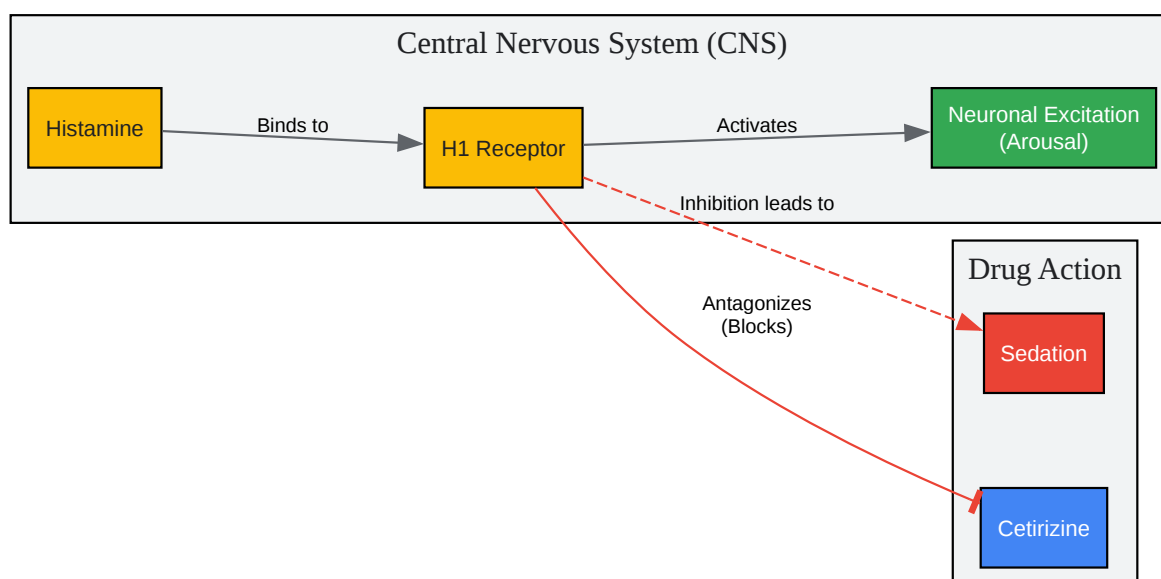 Central Nervous System (CNS)
Histamine
Binds to
H1 Receptor
Activates
Neuronal Excitation
(Arousal)
Inhibition leads to
Drug Action
Antagonizes
(Blocks)
Sedation
Cetirizine